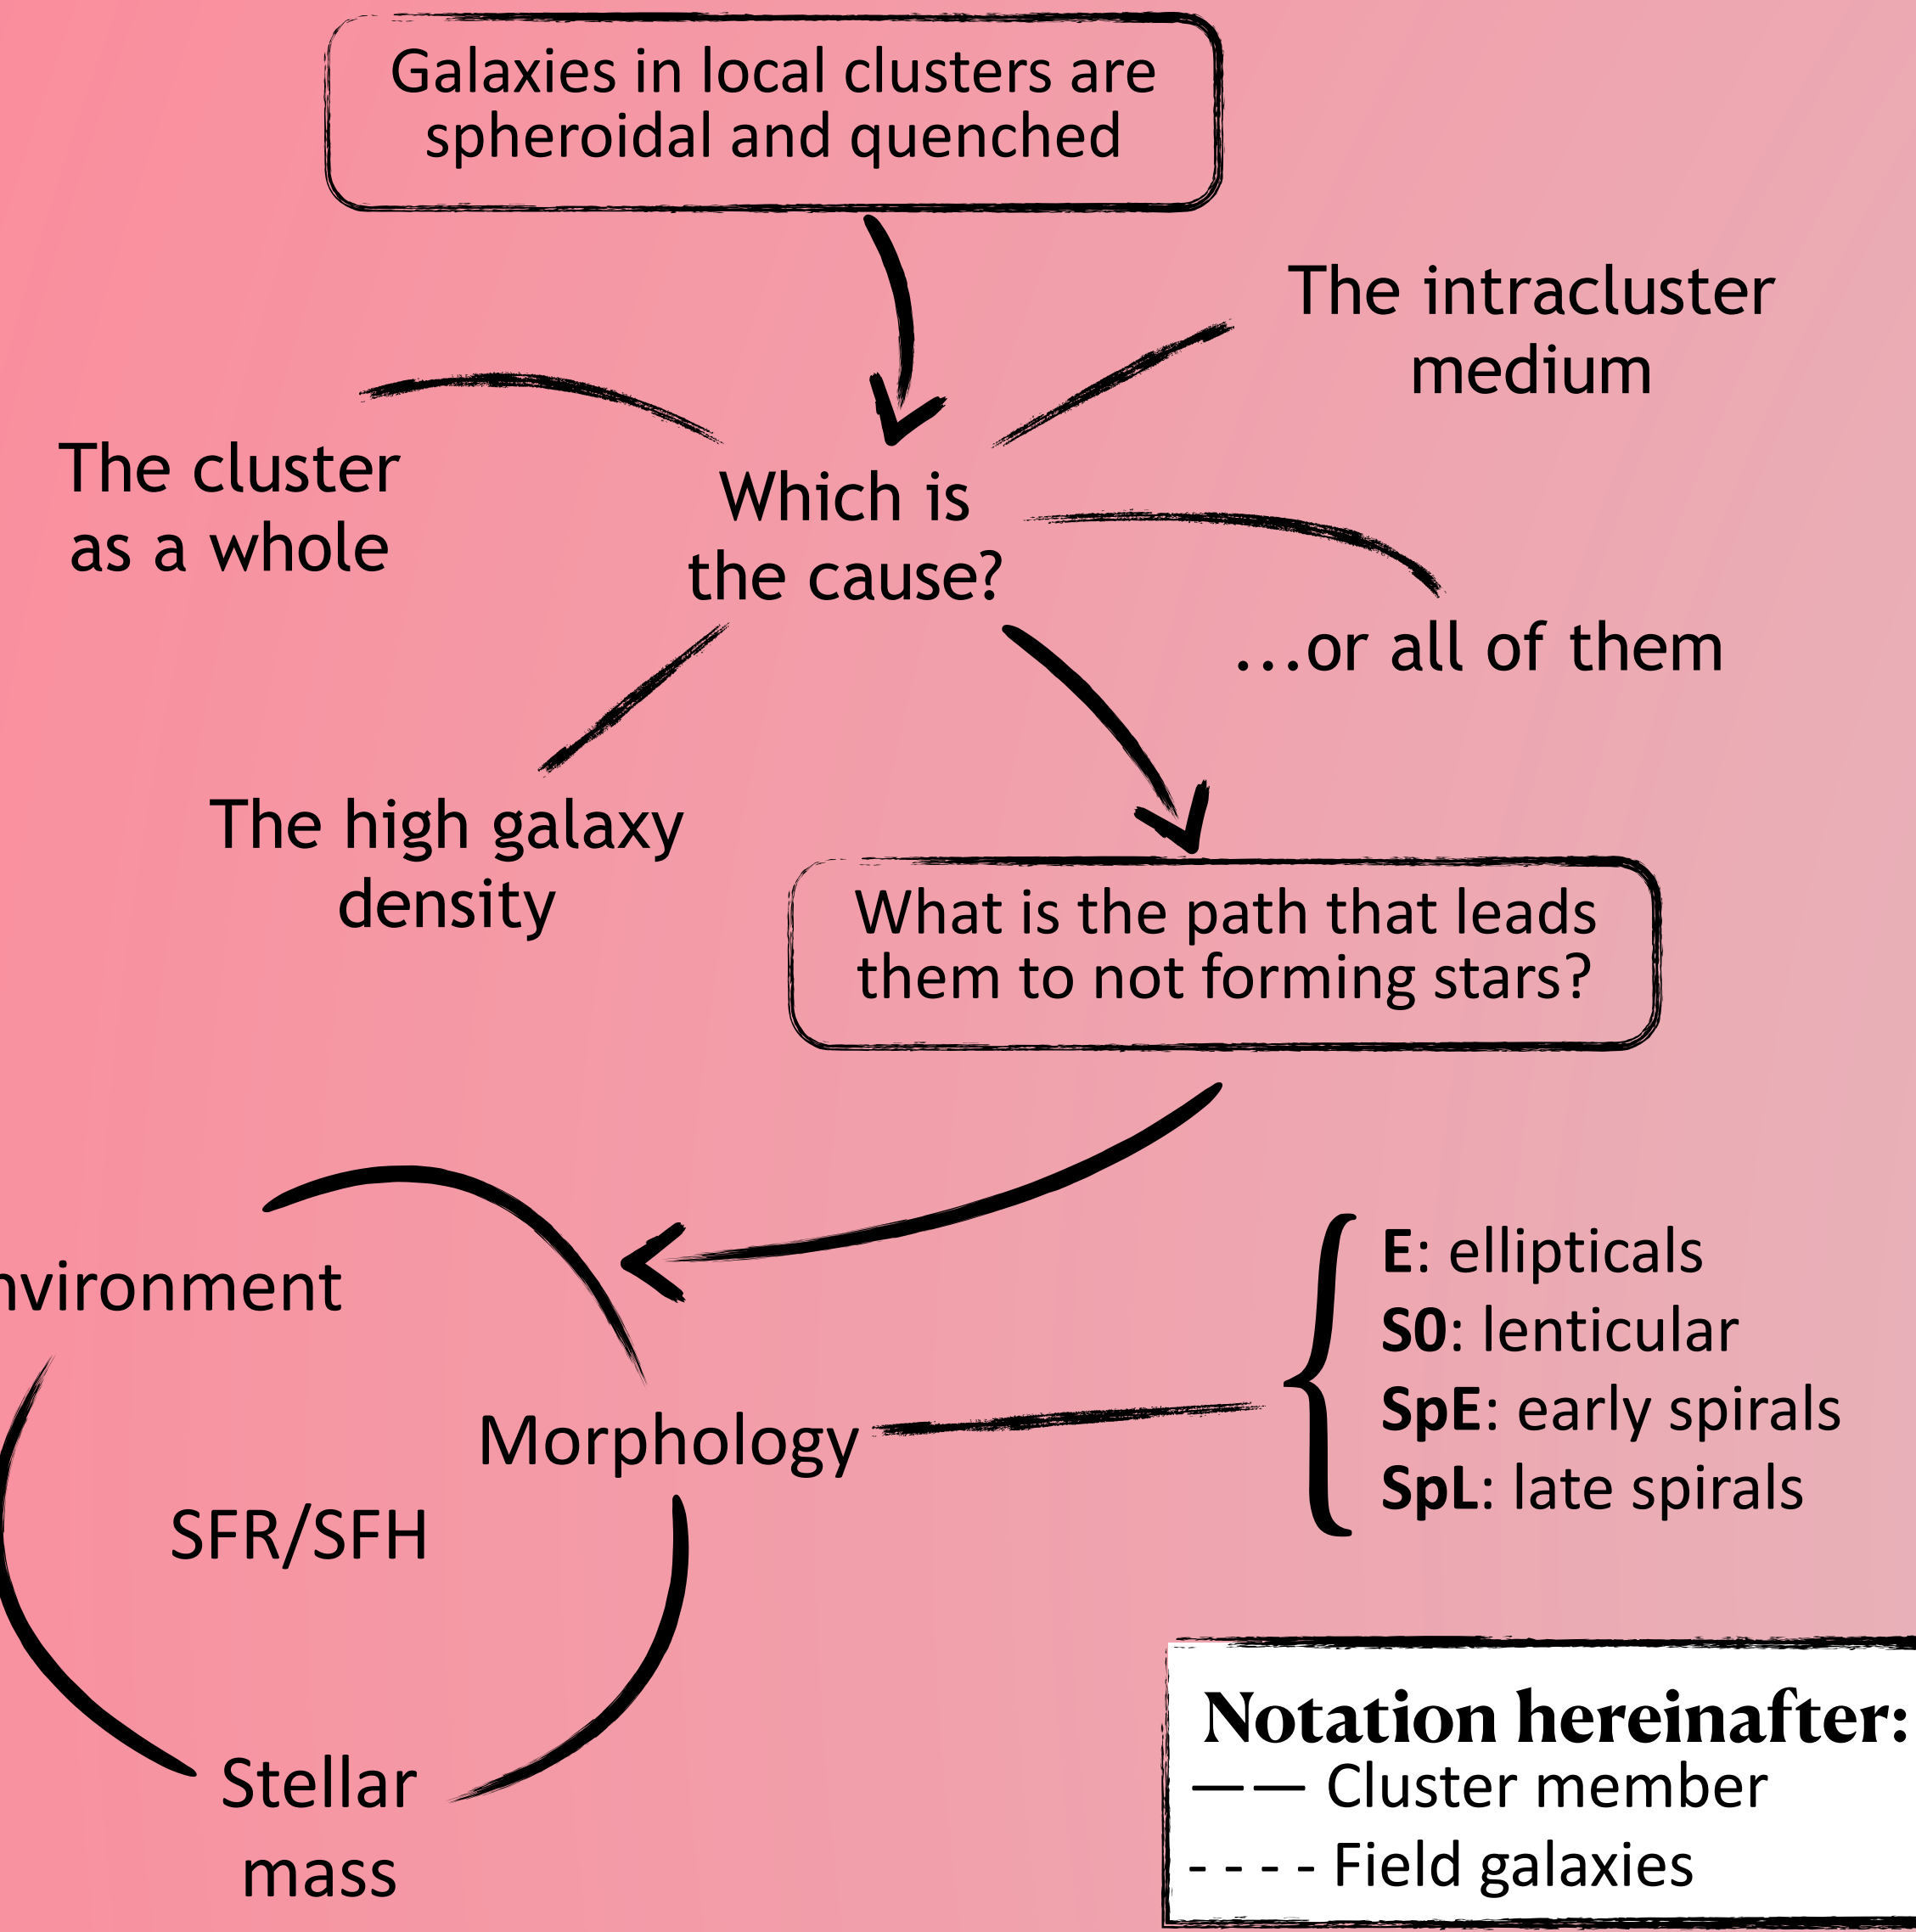 Galaxies in local clusters are
spheroidal and quenched
The intracluster
medium
The cluster
as a whole
Which is
the cause?
...or all of them
The high galaxy
density
What is the path that leads
them to not forming stars?
nvironment
Morphology
SFR/SFH
Stellar
mass
E: ellipticals
S0: lenticular
SpE: early spirals
SpL: late spirals
Notation hereinafter:
—— Cluster member
- - - - Field galaxies